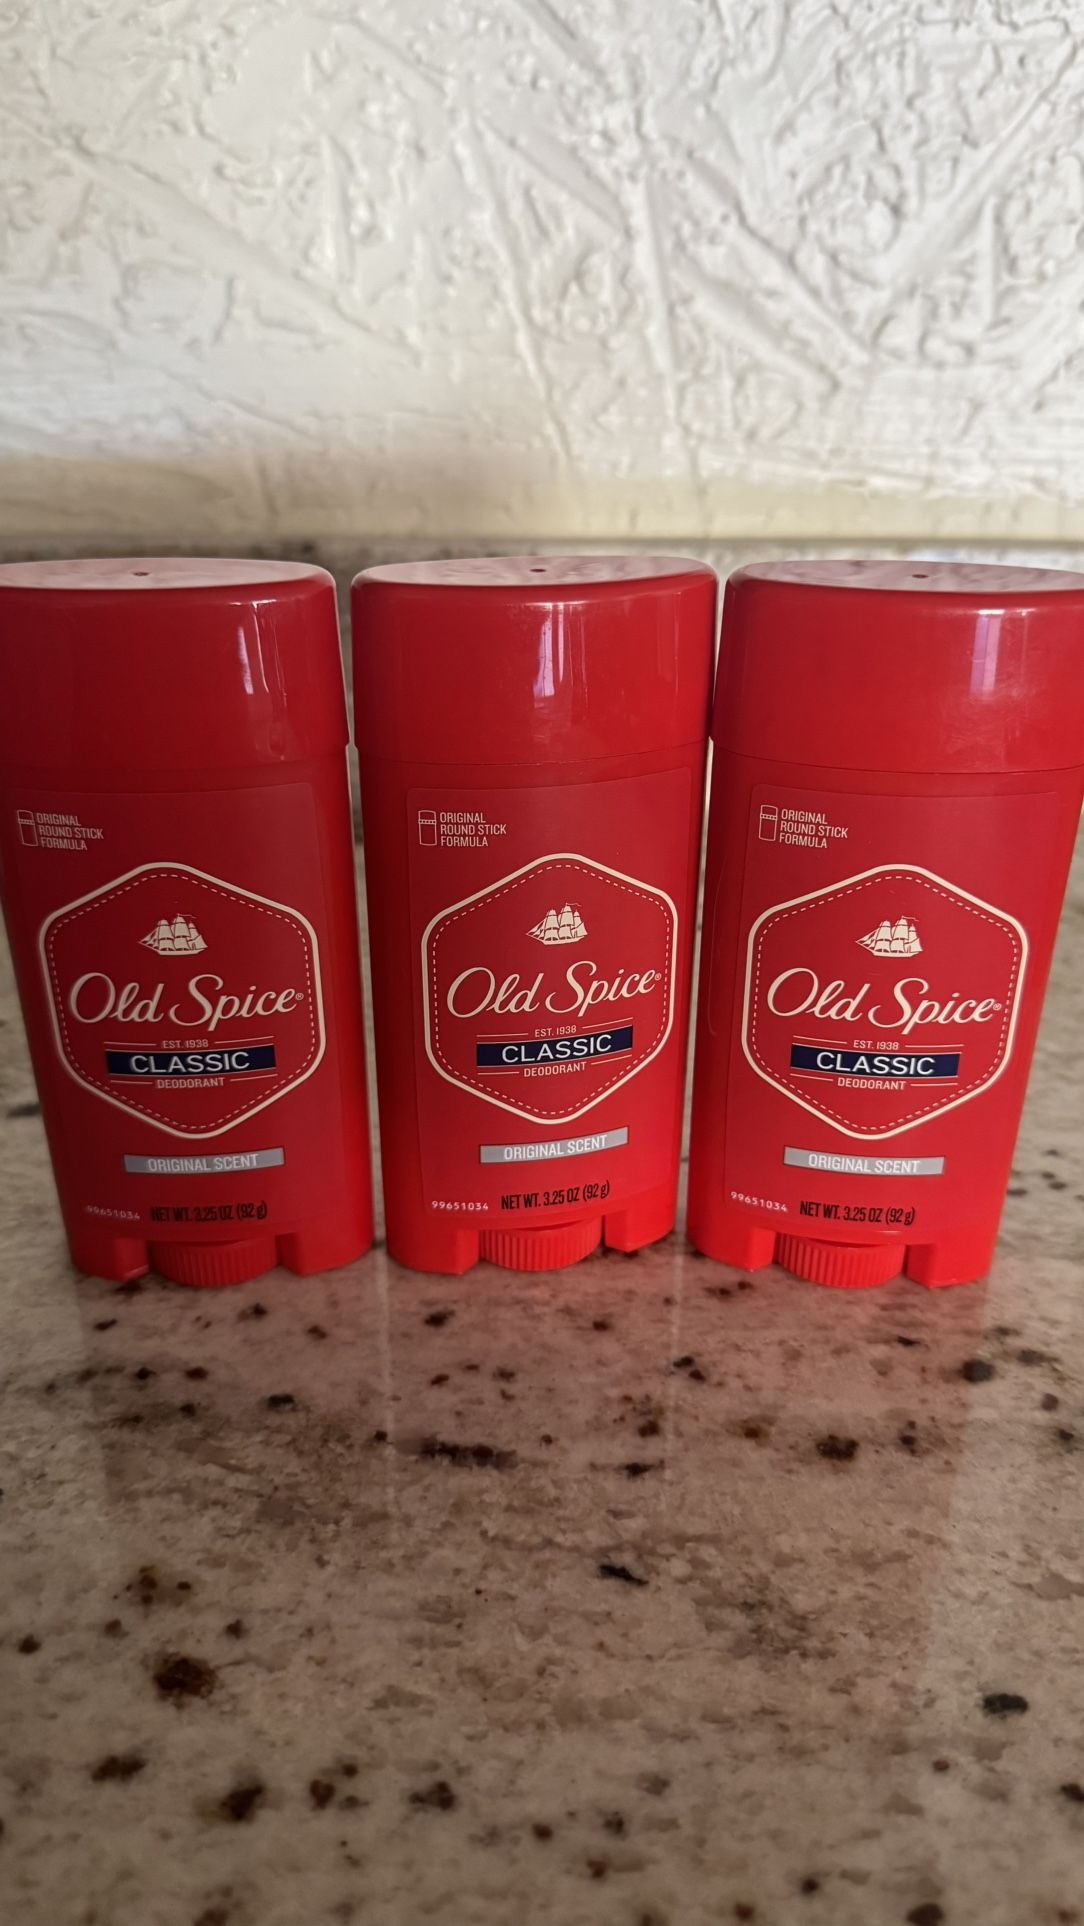 ORIGINAL
ROUND STICK
FORMULA
Old Spice®
EST. 1938
CLASSIC
DEODORANT
ORIGINAL SCENT
99651034 NET WT. 3.25 OZ (92 g)
ORIGINAL
ROUND STICK
FORMULA
Old Spice®
EST. 1938
CLASSIC
DEODORANT
ORIGINAL SCENT
99651034 NET WT. 3.25 OZ (92 g)
ORIGINAL
ROUND STICK
FORMULA
Old Spice®
EST. 1938
CLASSIC
DEODORANT
ORIGINAL SCENT
99651034 NET WT. 3.25 OZ (92 g)